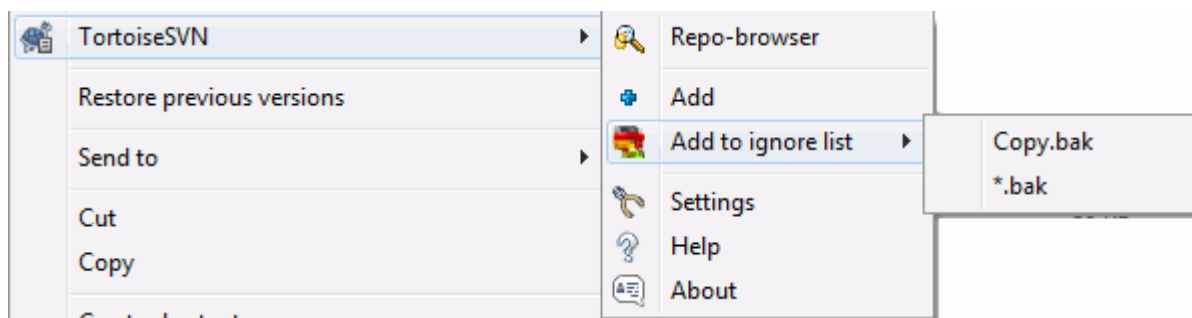 TortoiseSVN
Restore previous versions
Send to
Cut
Copy
Repo-browser
Add
Add to ignore list
Settings
Help
About
Copy.bak
*.bak